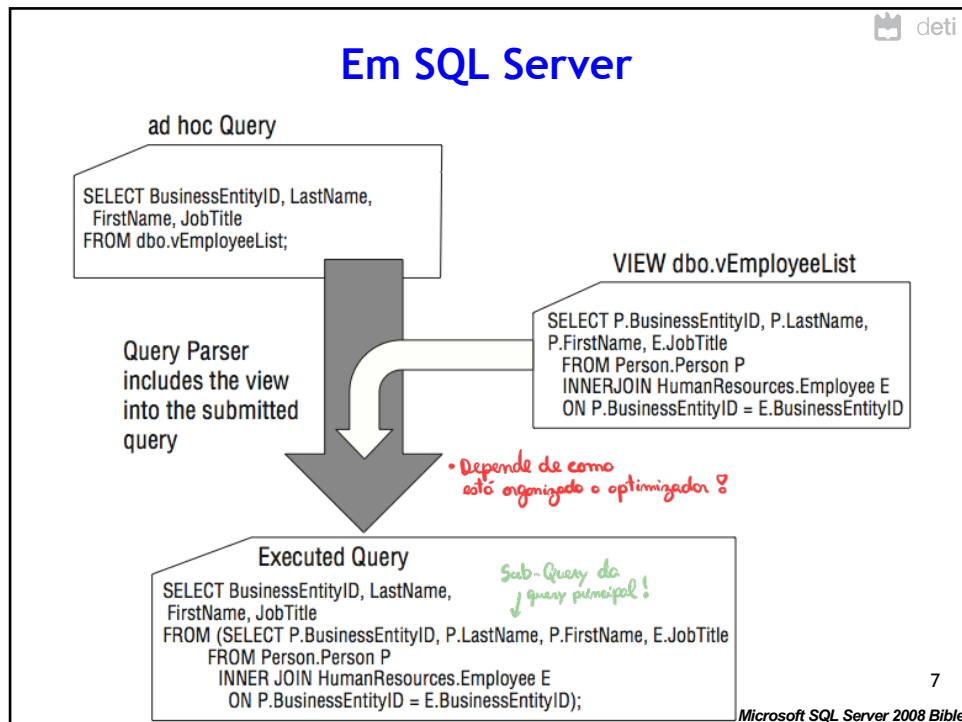 deti
Em SQL Server
ad hoc Query
SELECT BusinessEntityID, LastName,
FirstName, JobTitle
FROM dbo.vEmployeeList;
VIEW dbo.vEmployeeList
SELECT P.BusinessEntityID, P.LastName,
P.FirstName, E.JobTitle
FROM Person.Person P
INNERJOIN HumanResources.Employee E
ON P.BusinessEntityID = E.BusinessEntityID
Query Parser
includes the view
into the submitted
query
• Depende de como
está organizado o optimizador !
Executed Query
Sub-Query da
query principal !
SELECT BusinessEntityID, LastName,
FirstName, JobTitle
FROM (SELECT P.BusinessEntityID, P.LastName, P.FirstName, E.JobTitle
FROM Person.Person P
INNER JOIN HumanResources.Employee E
ON P.BusinessEntityID = E.BusinessEntityID);
7
Microsoft SQL Server 2008 Bible